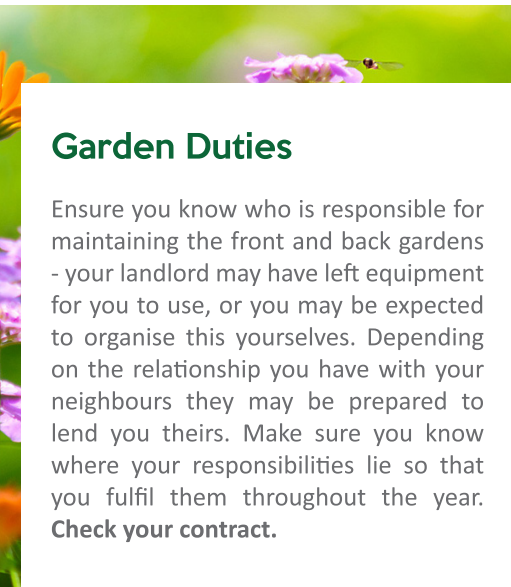 Garden Duties
Ensure you know who is responsible for
maintaining the front and back gardens
- your landlord may have left equipment
for you to use, or you may be expected
to organise this yourselves. Depending
on the relationship you have with your
neighbours they may be prepared to
lend you theirs. Make sure you know
where your responsibilities lie so that
you fulfil them throughout the year.
Check your contract.